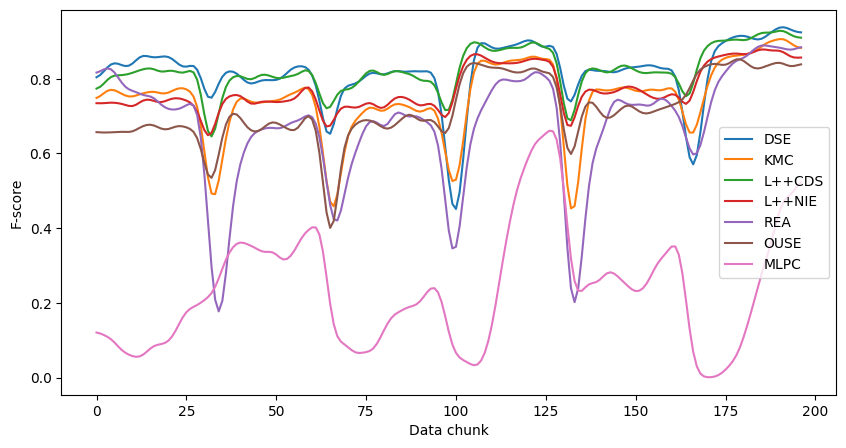 F-score
0.8
0.6
0.4
0.2
0.0
DSE
KMC
L++CDS
L++NIE
REA
OUSE
MLPC
0 25 50 75 100 125 150 175 200
Data chunk